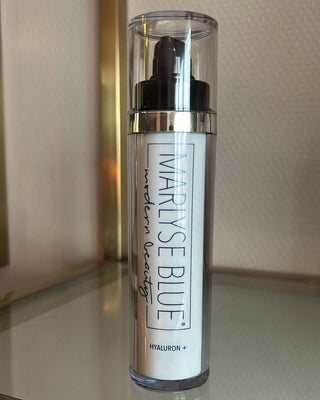 MARLYSE BLUE®
modern beauty
HYALURON +